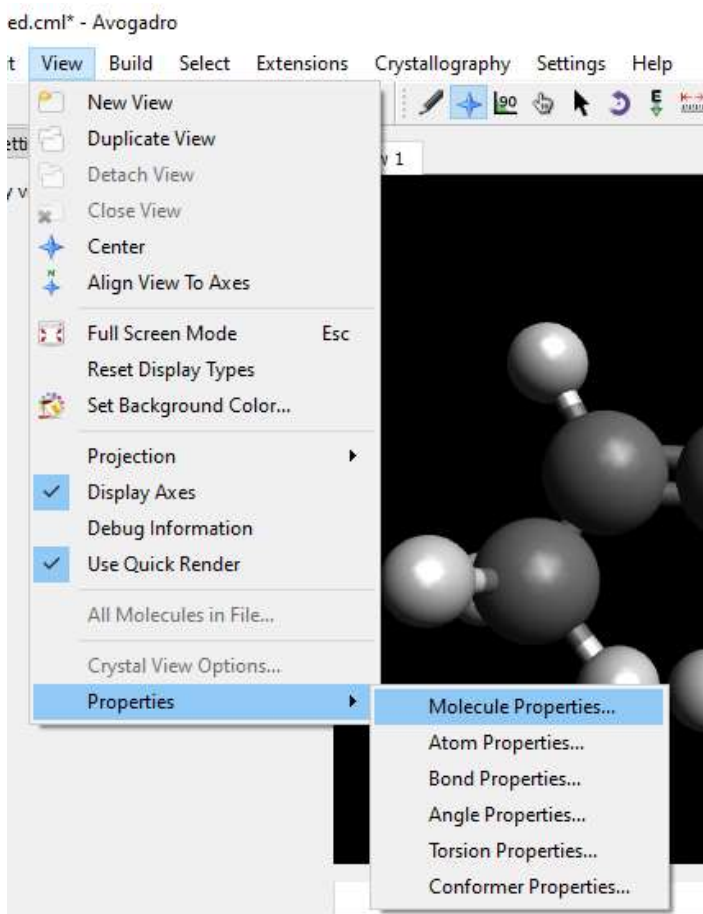 ed.cml* - Avogadro
t View Build Select Extensions Crystallography Settings Help
New View
Duplicate View
Detach View
Close View
Center
Align View To Axes
Full Screen Mode Esc
Reset Display Types
Set Background Color...
Projection
Display Axes
Debug Information
Use Quick Render
All Molecules in File...
Crystal View Options...
Properties
90
E
etti
y v
w 1
Molecule Properties...
Atom Properties...
Bond Properties...
Angle Properties...
Torsion Properties...
Conformer Properties...